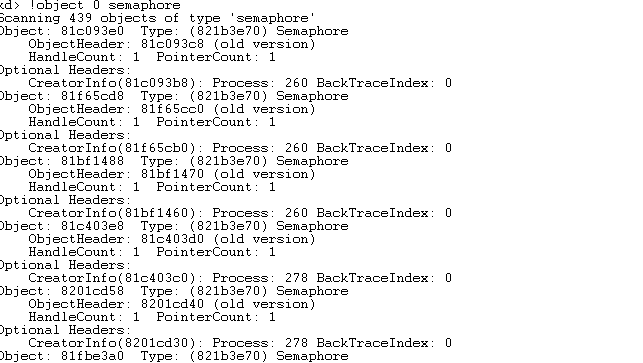 kd> !object 0 semaphore
Scanning 439 objects of type 'semaphore'
Object: 81c093e0  Type: (821b3e70) Semaphore
    ObjectHeader: 81c093c8 (old version)
    HandleCount: 1  PointerCount: 1
Optional Headers:
    CreatorInfo(81c093b8): Process: 260 BackTraceIndex: 0
Object: 81f65cd8  Type: (821b3e70) Semaphore
    ObjectHeader: 81f65cc0 (old version)
    HandleCount: 1  PointerCount: 1
Optional Headers:
    CreatorInfo(81f65cb0): Process: 260 BackTraceIndex: 0
Object: 81bf1488  Type: (821b3e70) Semaphore
    ObjectHeader: 81bf1470 (old version)
    HandleCount: 1  PointerCount: 1
Optional Headers:
    CreatorInfo(81bf1460): Process: 260 BackTraceIndex: 0
Object: 81c403e8  Type: (821b3e70) Semaphore
    ObjectHeader: 81c403d0 (old version)
    HandleCount: 1  PointerCount: 1
Optional Headers:
    CreatorInfo(81c403c0): Process: 278 BackTraceIndex: 0
Object: 8201cd58  Type: (821b3e70) Semaphore
    ObjectHeader: 8201cd40 (old version)
    HandleCount: 1  PointerCount: 1
Optional Headers:
    CreatorInfo(8201cd30): Process: 278 BackTraceIndex: 0
Object: 81fbe3a0  Type: (821b3e70) Semaphore